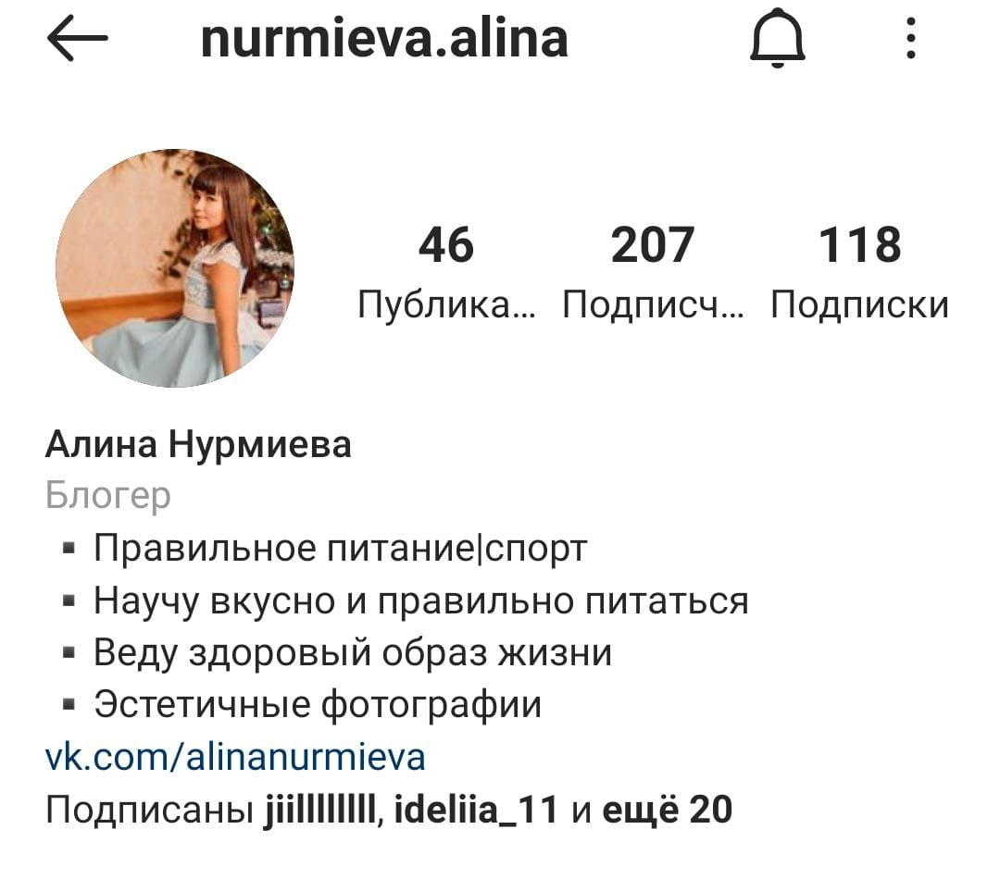 nurmieva.alina
46 207 118
Публика... Подписч... Подписки
Алина Нурмиева
Блогер
▪ Правильное питание|спорт
▪ Научу вкусно и правильно питаться
▪ Веду здоровый образ жизни
▪ Эстетичные фотографии
vk.com/alinanurmieva
Подписаны jiilllllllll, ideliia_11 и ещё 20